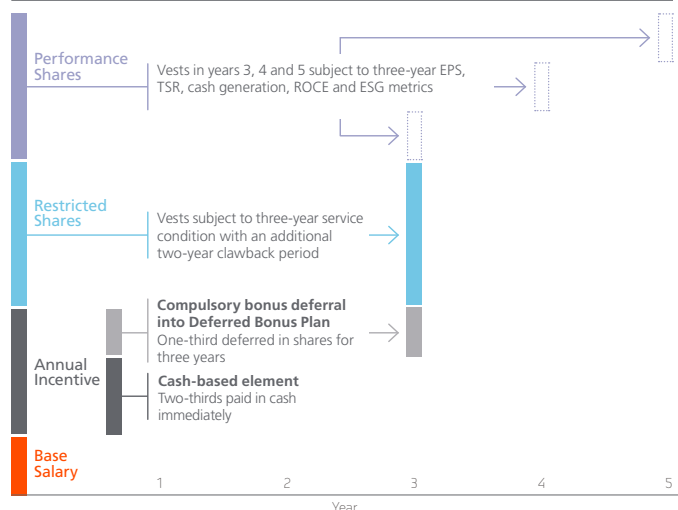 Performance
Shares
Vests in years 3, 4 and 5 subject to three-year EPS,
TSR, cash generation, ROCE and ESG metrics
Restricted
Shares
Vests subject to three-year service
condition with an additional
two-year clawback period
Compulsory bonus deferral
into Deferred Bonus Plan
One-third deferred in shares for
three years
Annual
Incentive
Cash-based element
Two-thirds paid in cash
immediately
Base
Salary
1 2 3 4 5
Year